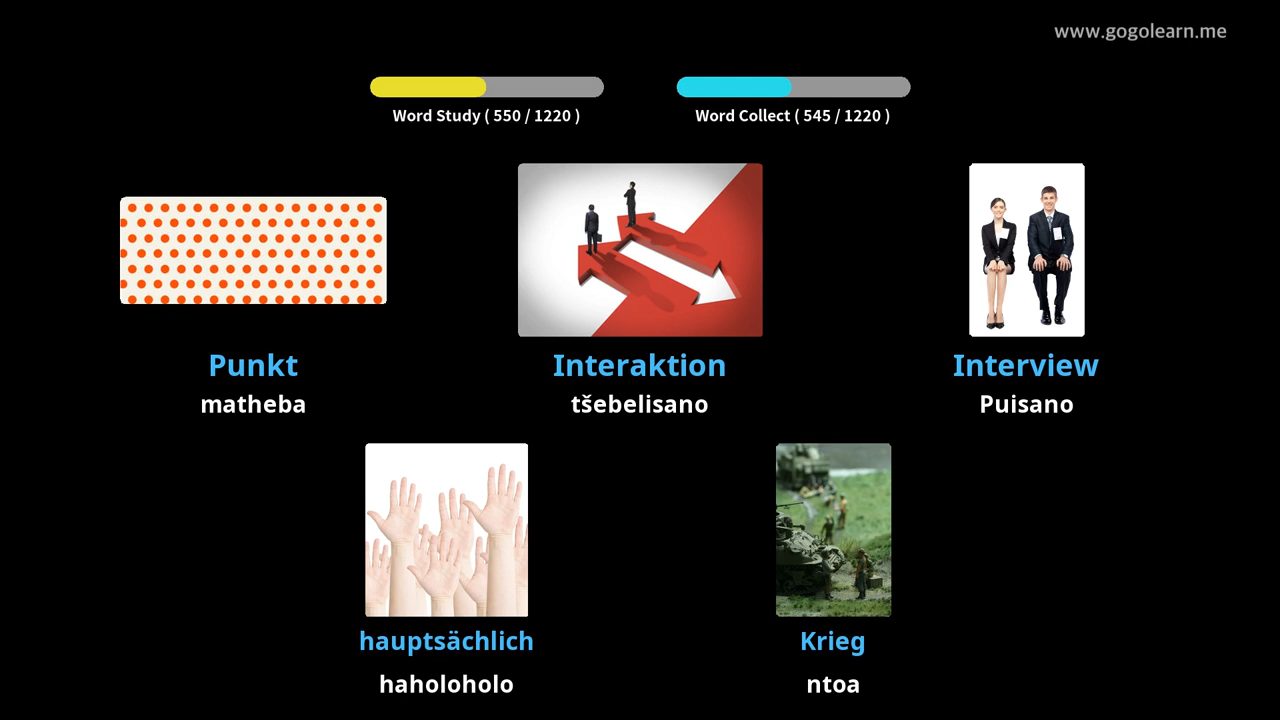 www.gogolearn.me
Word Study ( 550 / 1220 )
Word Collect ( 545 / 1220 )
Punkt
matheba
Interaktion
tšebelisano
Interview
Puisano
hauptsächlich
haholoholo
Krieg
ntoa